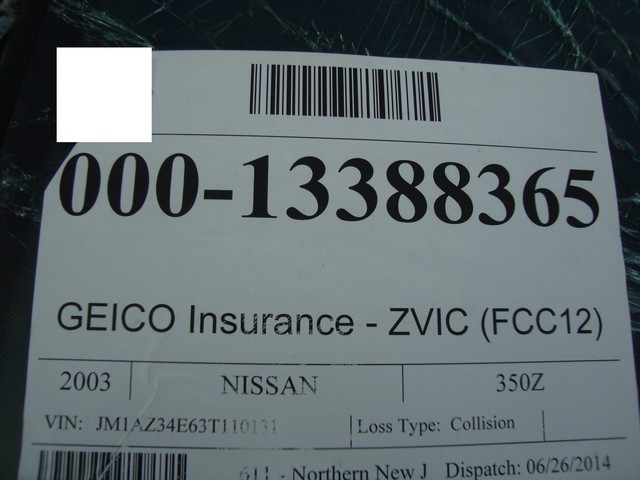 000-13388365
GEICO Insurance - ZVIC (FCC12)
2003 NISSAN 350Z
VIN: JM1AZ34E63T110131 Loss Type: Collision
611 - Northern New J Dispatch: 06/26/2014